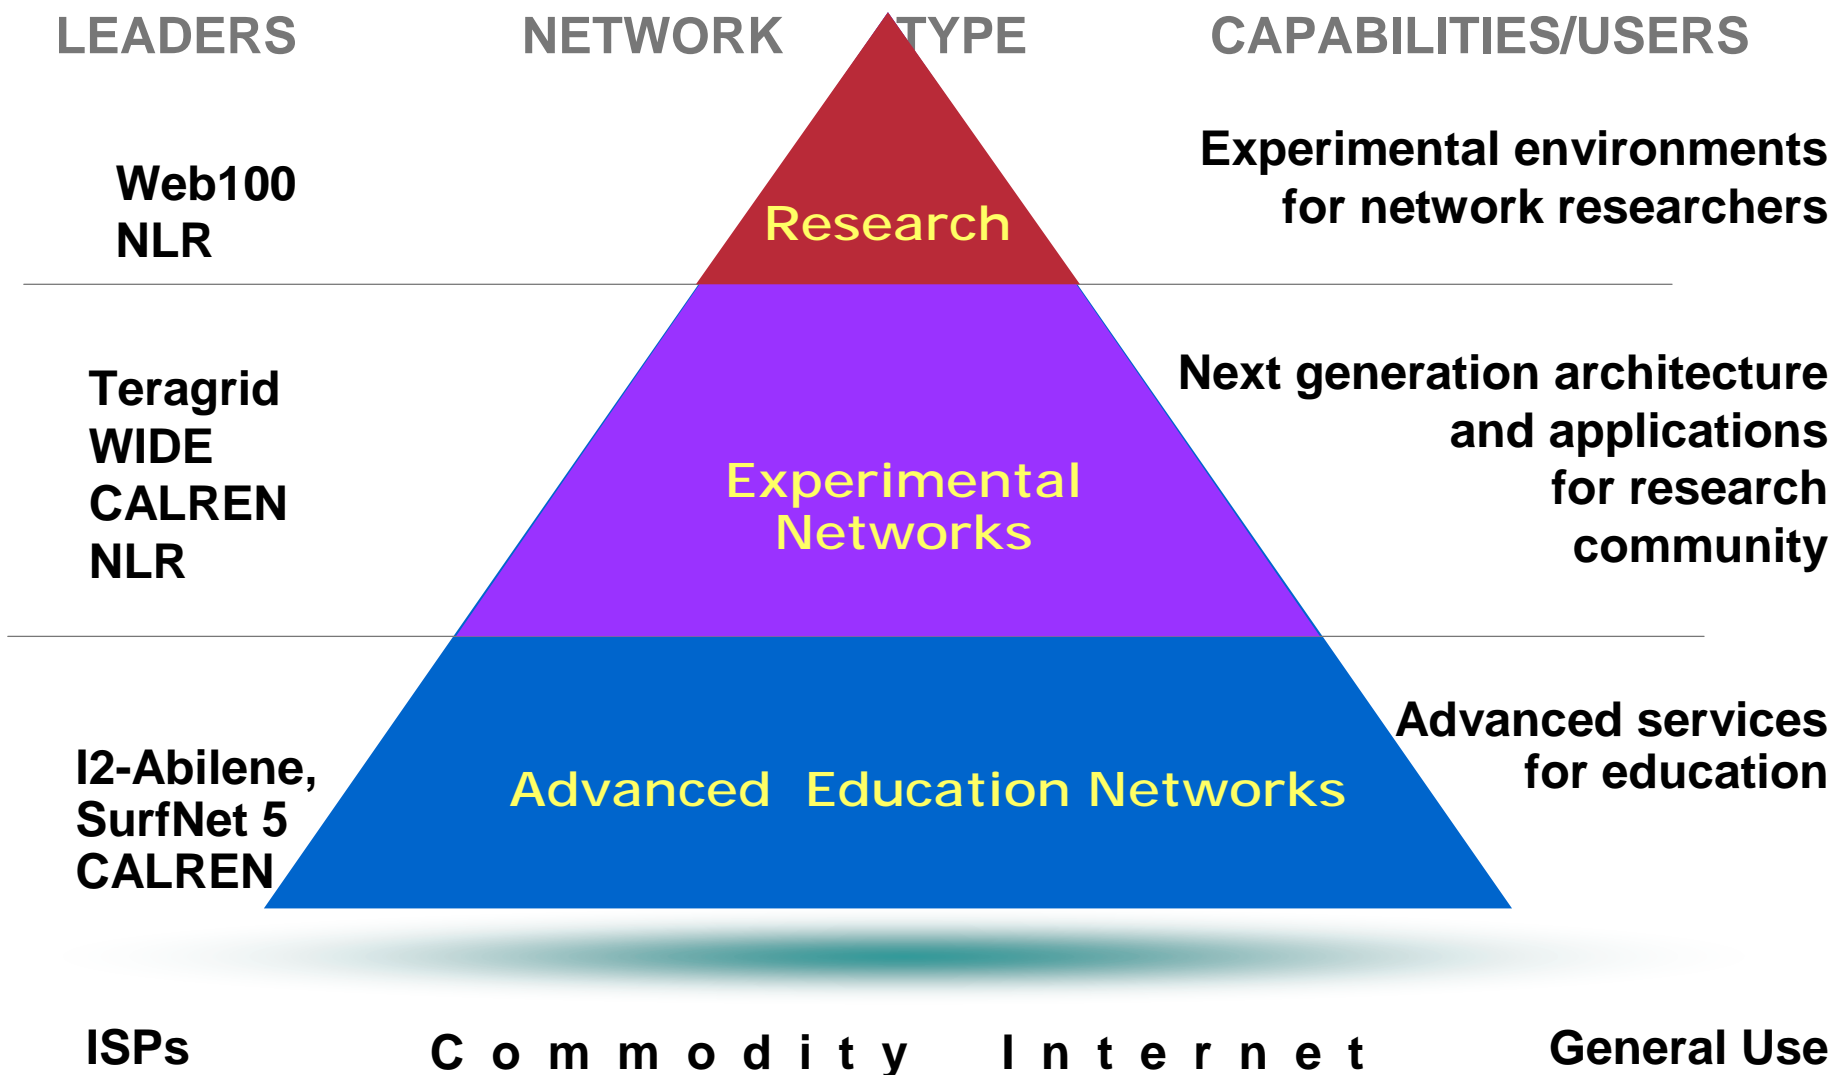 LEADERS NETWORK TYPE CAPABILITIES/USERS
Web100
NLR
Research
Experimental environments
for network researchers
Teragrid
WIDE
CALREN
NLR
Experimental
Networks
Next generation architecture
and applications
for research
community
I2-Abilene,
SurfNet 5
CALREN
Advanced Education Networks
Advanced services
for education
ISPs Commodity Internet General Use